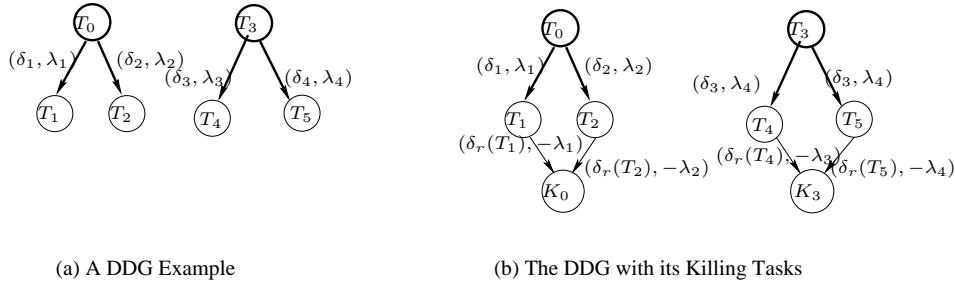 T₀ T₃
(δ₁, λ₁) (δ₂, λ₂) (δ₃, λ₃) (δ₄, λ₄)
T₁ T₂ T₄ T₅
(a) A DDG Example
T₀ T₃
(δ₁, λ₁) (δ₂, λ₂) (δ₃, λ₄) (δ₃, λ₄)
T₁ T₂ T₄ T₅
(δᵣ(T₁), −λ₁) (δᵣ(T₂), −λ₂) (δᵣ(T₄), −λ₃) (δᵣ(T₅), −λ₄)
K₀ K₃
(b) The DDG with its Killing Tasks